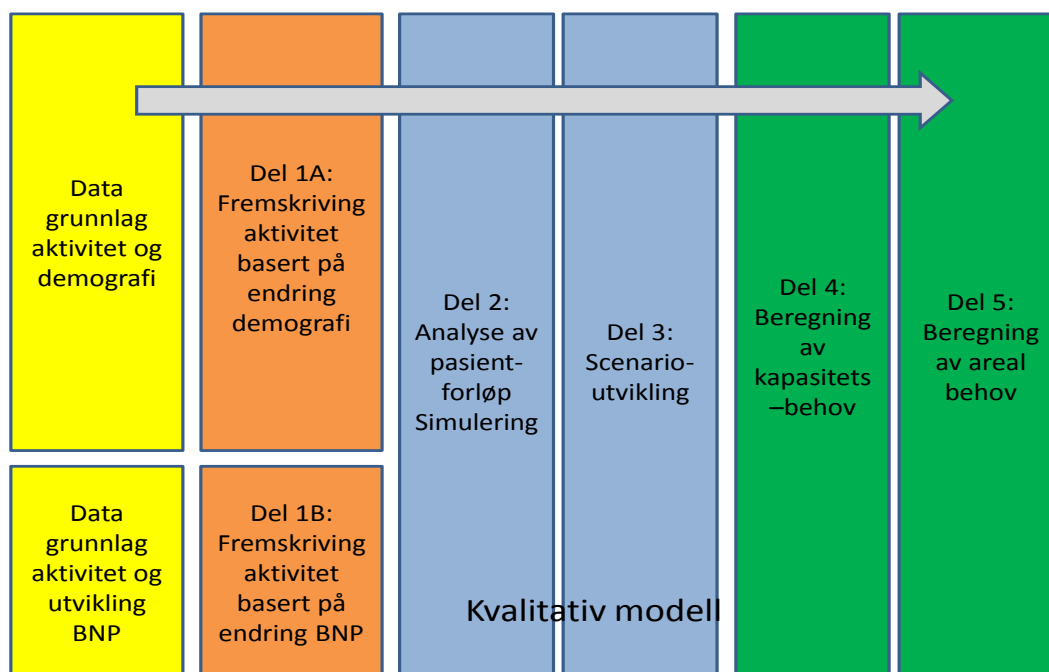 Data
grunnlag
aktivitet og
demografi
Del 1A:
Fremskriving
aktivitet
basert på
endring
demografi
Del 2:
Analyse av
pasient-
forløp
Simulering
Del 3:
Scenario-
utvikling
Del 4:
Beregning
av
kapasitets
–behov
Del 5:
Beregning
av areal
behov
Data
grunnlag
aktivitet og
utvikling
BNP
Del 1B:
Fremskriving
aktivitet
basert på
endring BNP
Kvalitativ modell